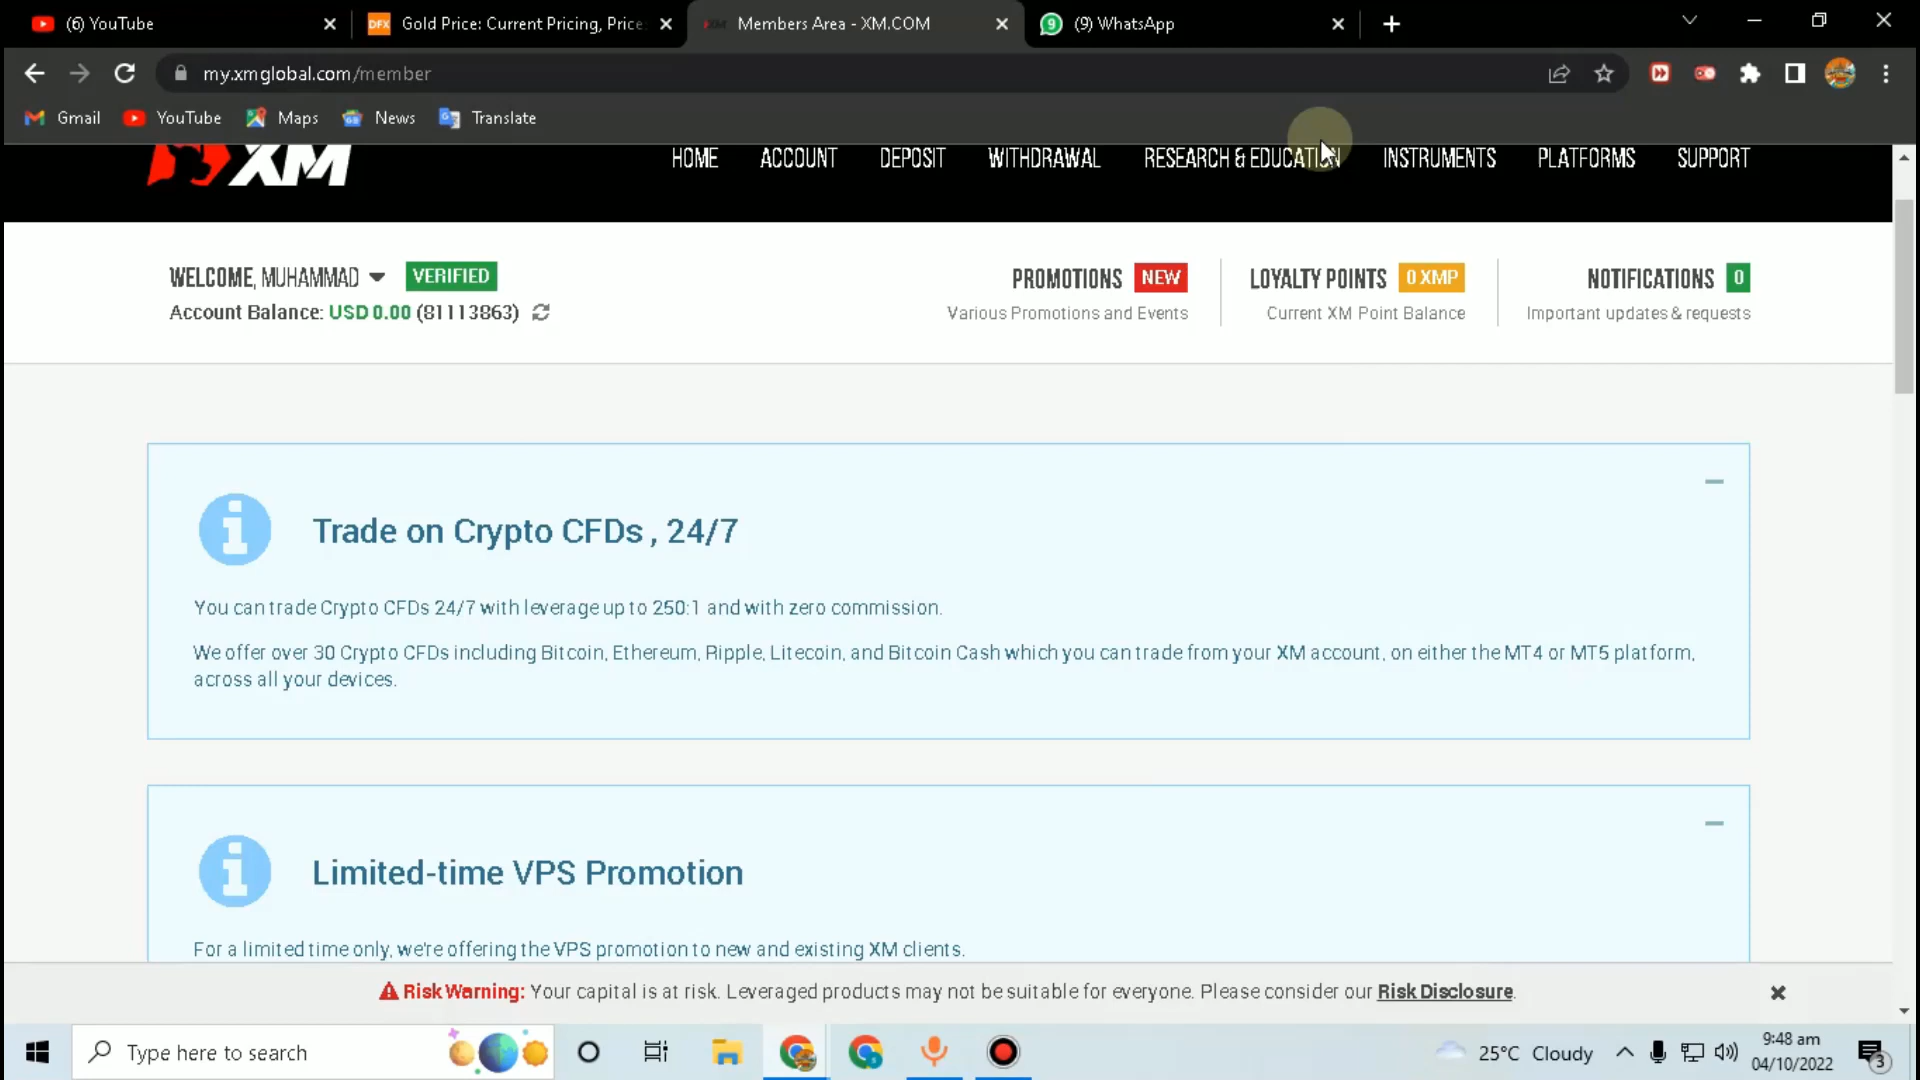 (6) YouTube
DFX Gold Price: Current Pricing, Price
Members Area - XM.COM
(9) WhatsApp
my.xmglobal.com/member
Gmail
YouTube
Maps
News
Translate
XM
HOME
ACCOUNT
DEPOSIT
WITHDRAWAL
RESEARCH & EDUCATION
INSTRUMENTS
PLATFORMS
SUPPORT
WELCOME, MUHAMMAD VERIFIED
Account Balance: USD 0.00 (81113863)
PROMOTIONS NEW
Various Promotions and Events
LOYALTY POINTS 0 XMP
Current XM Point Balance
NOTIFICATIONS 0
Important updates & requests
Trade on Crypto CFDs , 24/7
You can trade Crypto CFDs 24/7 with leverage up to 250:1 and with zero commission.
We offer over 30 Crypto CFDs including Bitcoin, Ethereum, Ripple, Litecoin, and Bitcoin Cash which you can trade from your XM account, on either the MT4 or MT5 platform,
across all your devices.
Limited-time VPS Promotion
For a limited time only, we're offering the VPS promotion to new and existing XM clients.
Risk Warning: Your capital is at risk. Leveraged products may not be suitable for everyone. Please consider our Risk Disclosure.
Type here to search
25°C Cloudy
9:48 am
04/10/2022
3